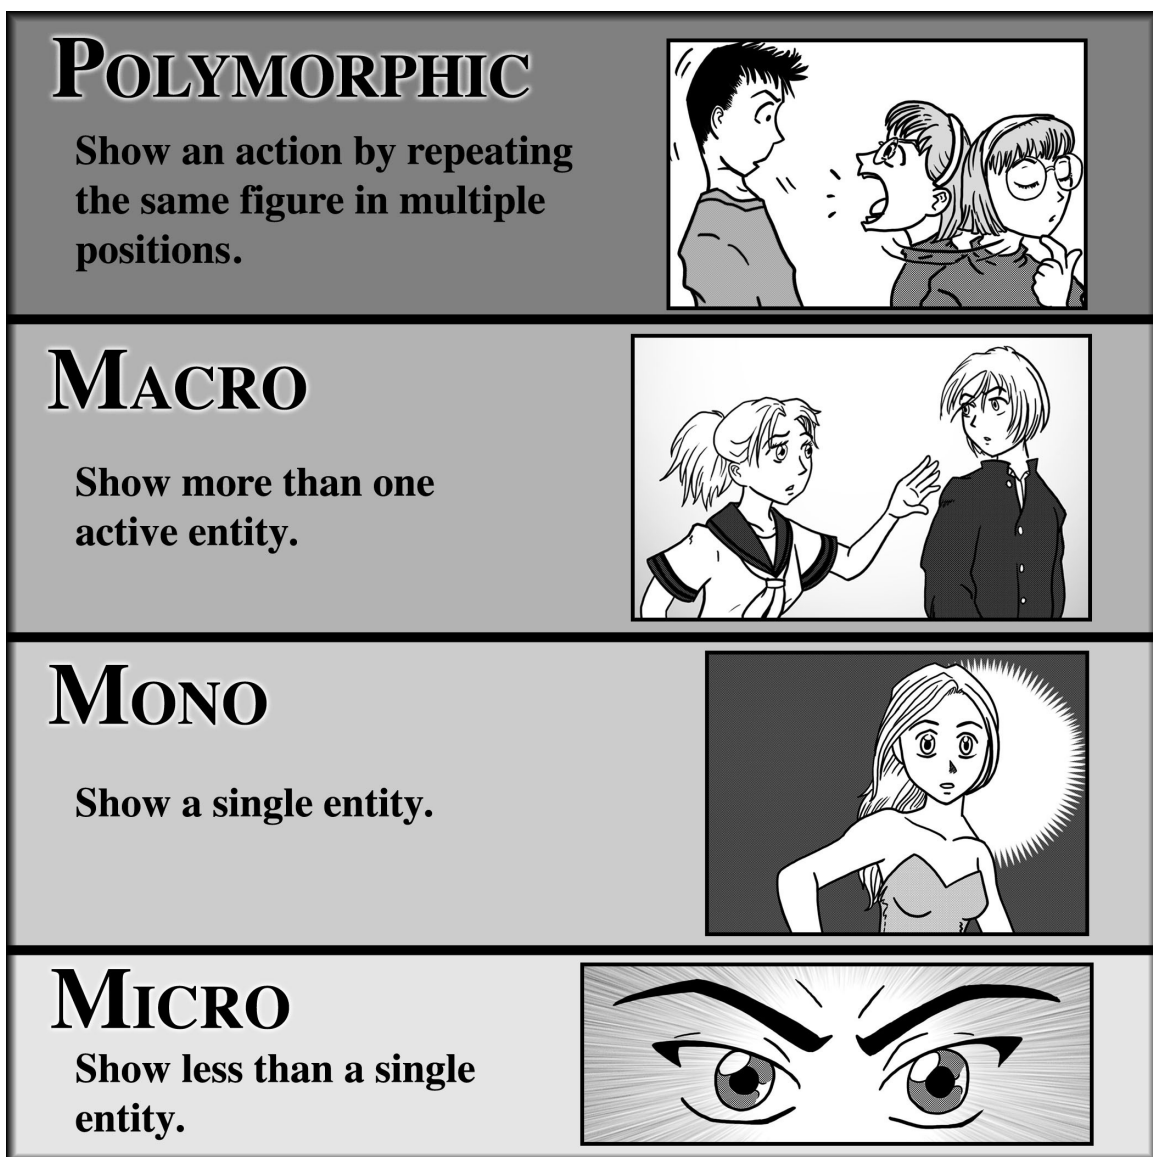 POLYMORPHIC
Show an action by repeating
the same figure in multiple
positions.
MACRO
Show more than one
active entity.
MONO
Show a single entity.
MICRO
Show less than a single
entity.